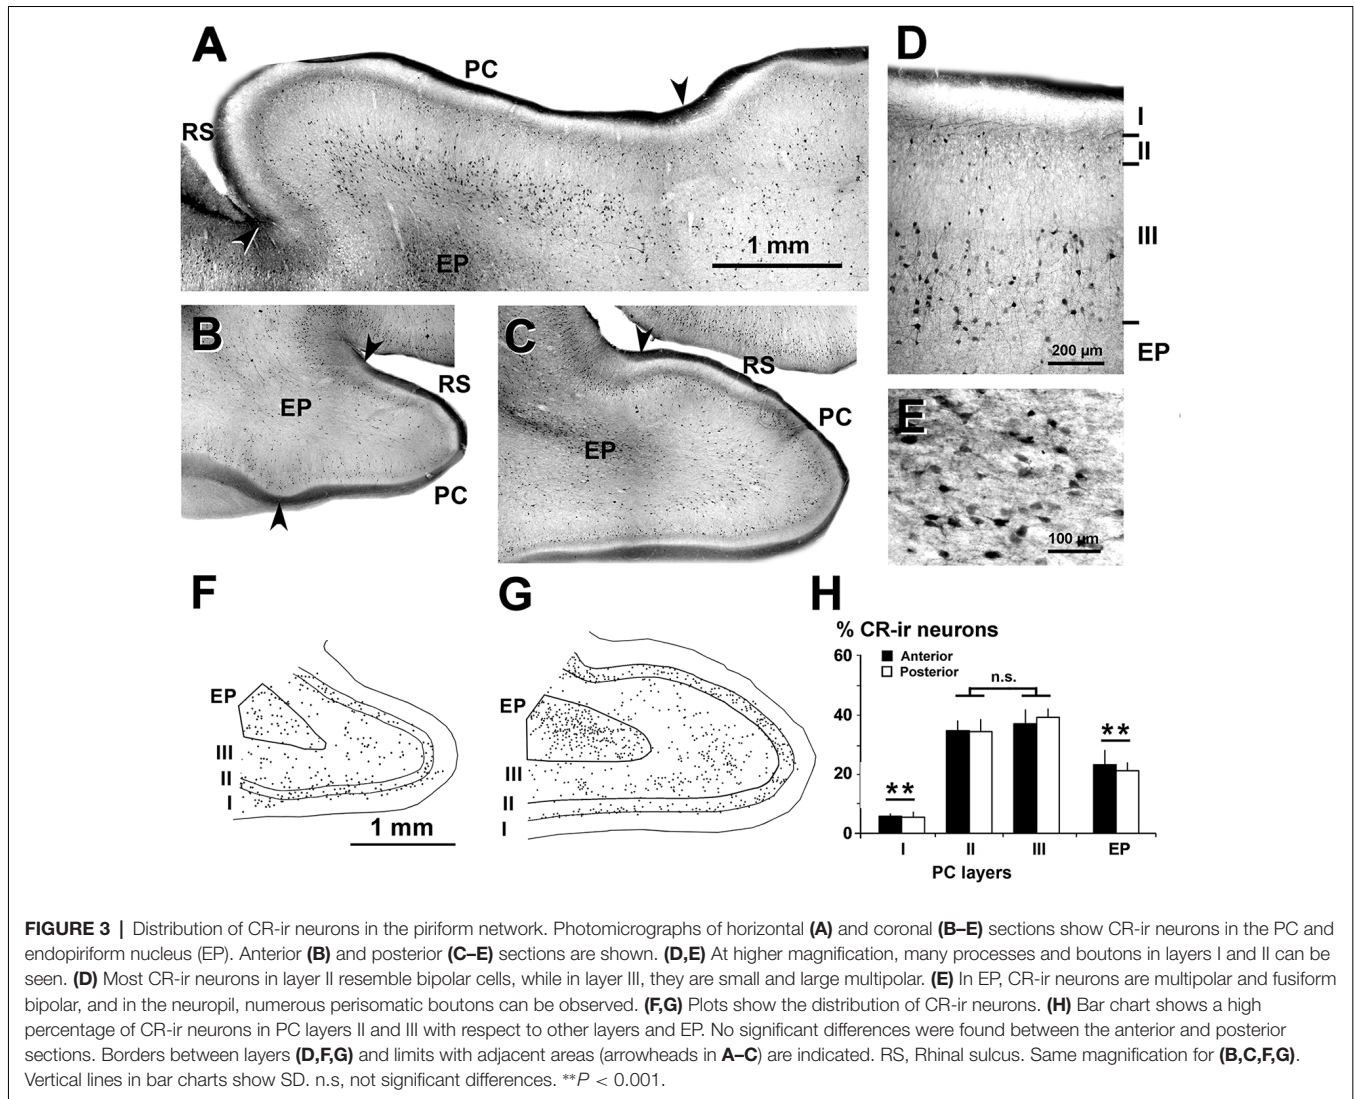 A
PC
RS
EP
1 mm
D
I
II
III
EP
200 µm
B
EP
RS
PC
C
RS
PC
EP
E
100 µm
F
EP
III
II
I
1 mm
G
EP
III
II
I
H
% CR-ir neurons
Anterior
Posterior
60
40
20
0
n.s.
**
**
I II III EP
PC layers
FIGURE 3 | Distribution of CR-ir neurons in the piriform network. Photomicrographs of horizontal (A) and coronal (B–E) sections show CR-ir neurons in the PC and
endopiriform nucleus (EP). Anterior (B) and posterior (C–E) sections are shown. (D,E) At higher magnification, many processes and boutons in layers I and II can be
seen. (D) Most CR-ir neurons in layer II resemble bipolar cells, while in layer III, they are small and large multipolar. (E) In EP, CR-ir neurons are multipolar and fusiform
bipolar, and in the neuropil, numerous perisomatic boutons can be observed. (F,G) Plots show the distribution of CR-ir neurons. (H) Bar chart shows a high
percentage of CR-ir neurons in PC layers II and III with respect to other layers and EP. No significant differences were found between the anterior and posterior
sections. Borders between layers (D,F,G) and limits with adjacent areas (arrowheads in A–C) are indicated. RS, Rhinal sulcus. Same magnification for (B,C,F,G).
Vertical lines in bar charts show SD. n.s, not significant differences. **P < 0.001.